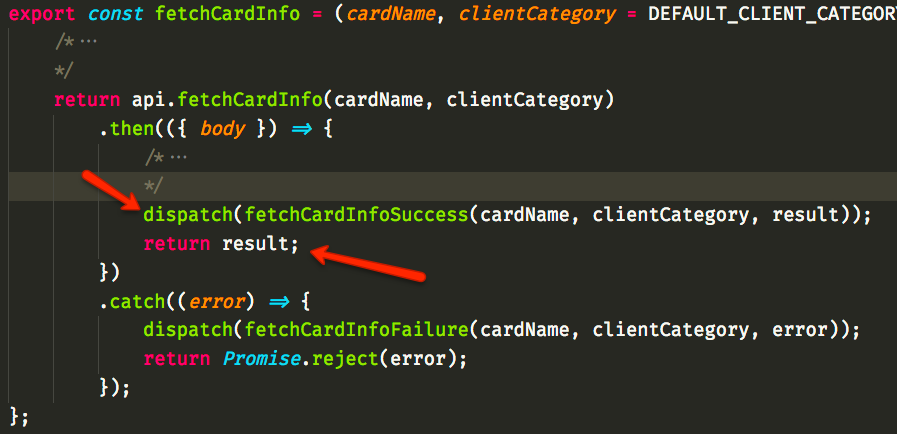 export const fetchCardInfo = (cardName, clientCategory = DEFAULT_CLIENT_CATEGORY
/* ⋯
*/
return api.fetchCardInfo(cardName, clientCategory)
.then(({ body }) => {
/* ⋯
*/
dispatch(fetchCardInfoSuccess(cardName, clientCategory, result));
return result;
})
.catch((error) => {
dispatch(fetchCardInfoFailure(cardName, clientCategory, error));
return Promise.reject(error);
});
};